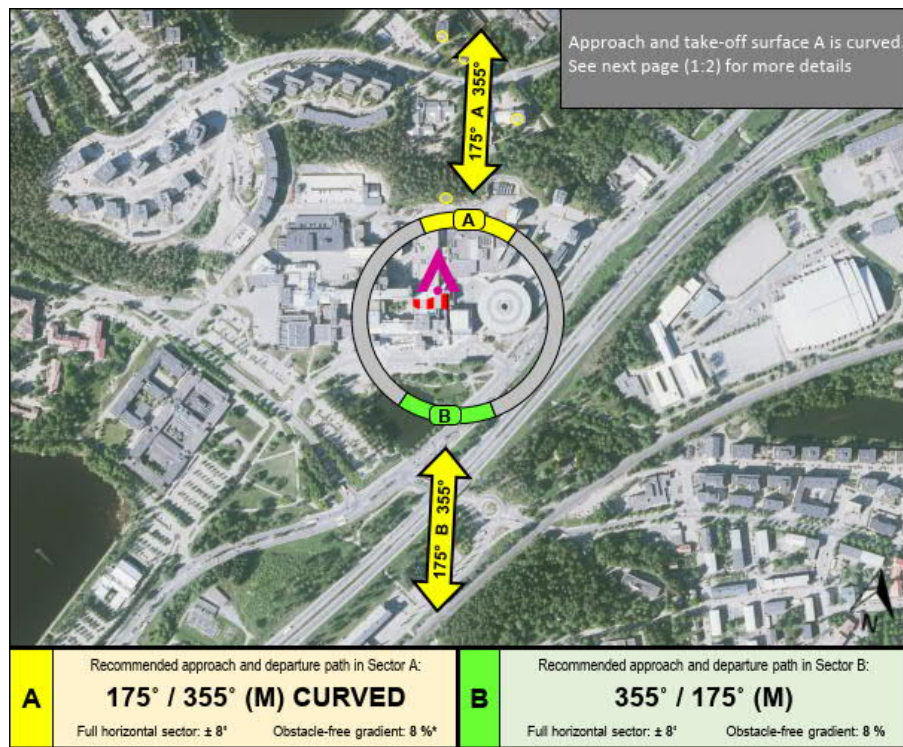 Approach and take-off surface A is curved.
See next page (1:2) for more details
175° A 355°
A
B
175° B 355°
N
A
Recommended approach and departure path in Sector A:
175° / 355° (M) CURVED
Full horizontal sector: ± 8° Obstacle-free gradient: 8 %*
B
Recommended approach and departure path in Sector B:
355° / 175° (M)
Full horizontal sector: ± 8° Obstacle-free gradient: 8 %